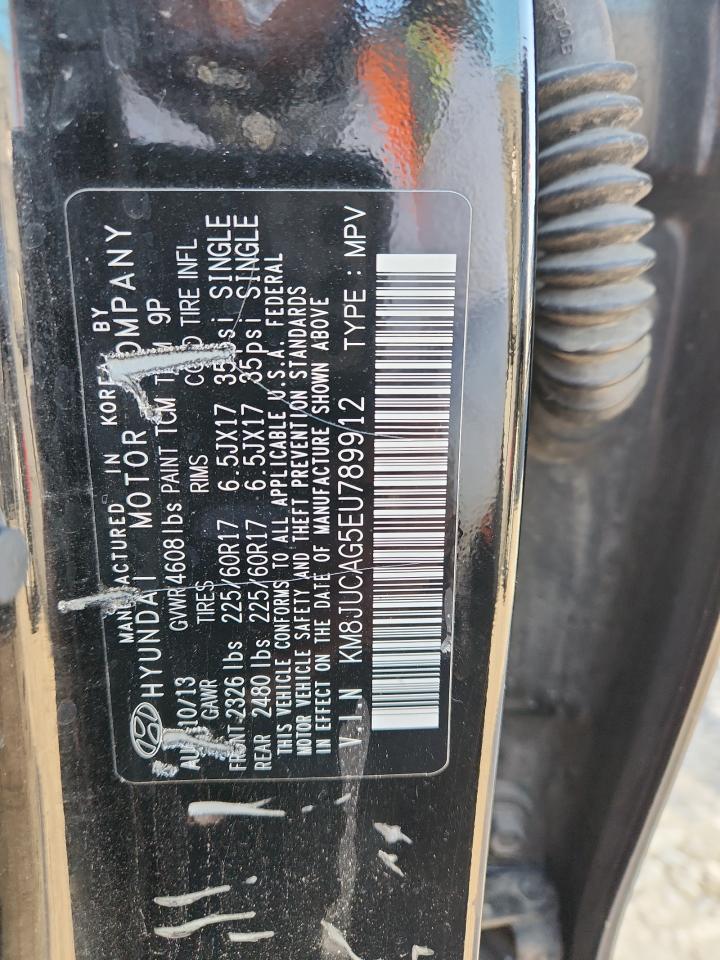 MANUFACTURED IN KOREA BY
HYUNDAI MOTOR COMPANY
AUG/10/13 GVWR 4608 lbs PAINT TCM TRIM 9P
GAWR TIRES RIMS COLD TIRE INFL
FRONT 2326 lbs 225/60R17 6.5JX17 35psi SINGLE
REAR 2480 lbs 225/60R17 6.5JX17 35psi SINGLE
THIS VEHICLE CONFORMS TO ALL APPLICABLE U.S.A. FEDERAL
MOTOR VEHICLE SAFETY AND THEFT PREVENTION STANDARDS
IN EFFECT ON THE DATE OF MANUFACTURE SHOWN ABOVE
V.I.N KM8JUCAG5EU789912 TYPE : MPV